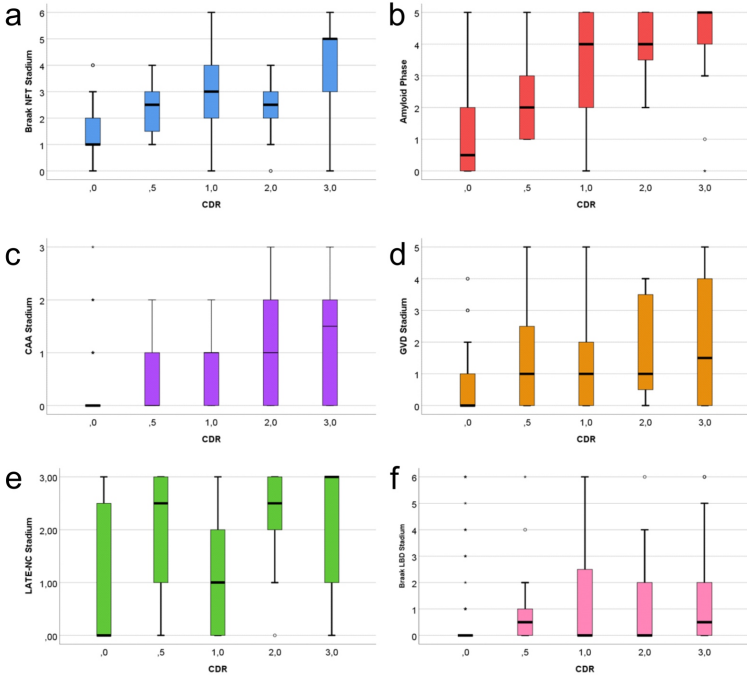 a
Braak NFT Stadium
6
5
4
3
2
1
0
,0 ,5 1,0 2,0 3,0
CDR
b
Amyloid Phase
5
4
3
2
1
0
,0 ,5 1,0 2,0 3,0
CDR
c
CAA Stadium
3
2
1
0
,0 ,5 1,0 2,0 3,0
CDR
d
GVD Stadium
5
4
3
2
1
0
,0 ,5 1,0 2,0 3,0
CDR
e
LATE-NC Stadium
3,00
2,00
1,00
,00
,0 ,5 1,0 2,0 3,0
CDR
f
Braak LBD Stadium
6
5
4
3
2
1
0
,0 ,5 1,0 2,0 3,0
CDR